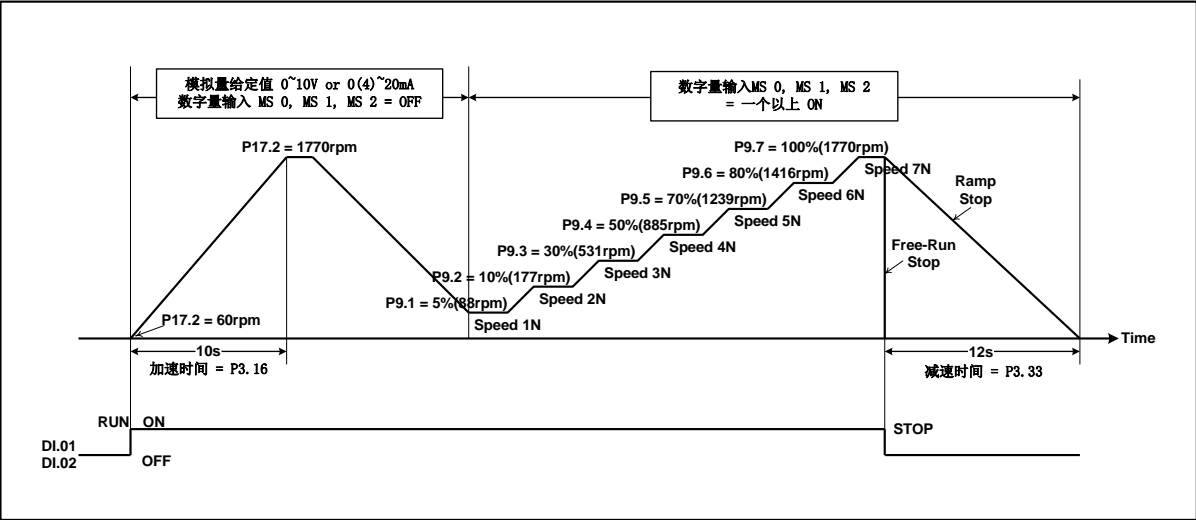 模拟量给定值 0~10V or 0(4)~20mA
数字量输入 MS 0, MS 1, MS 2 = OFF
数字量输入MS 0, MS 1, MS 2
= 一个以上 ON
P17.2 = 1770rpm
P9.7 = 100%(1770rpm)
Speed 7N
P9.6 = 80%(1416rpm)
Speed 6N
P9.5 = 70%(1239rpm)
Speed 5N
P9.4 = 50%(885rpm)
Speed 4N
P9.3 = 30%(531rpm)
Speed 3N
P9.2 = 10%(177rpm)
Speed 2N
P9.1 = 5%(88rpm)
Speed 1N
Ramp
Stop
Free-Run
Stop
P17.2 = 60rpm
Time
10s
加速时间 = P3.16
12s
减速时间 = P3.33
RUN ON
STOP
DI.01
DI.02
OFF